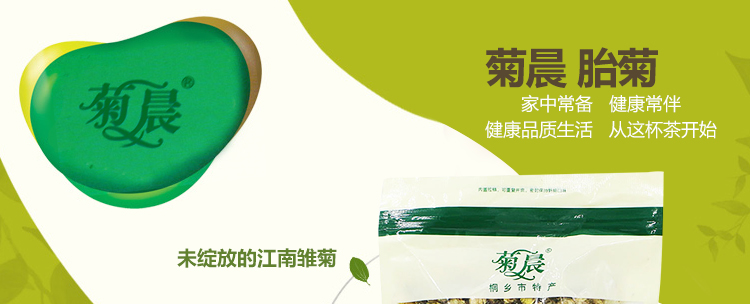 菊晨®
菊晨 胎菊
家中常备 健康常伴
健康品质生活 从这杯茶开始
未绽放的江南雏菊
菊晨®
桐乡市特产